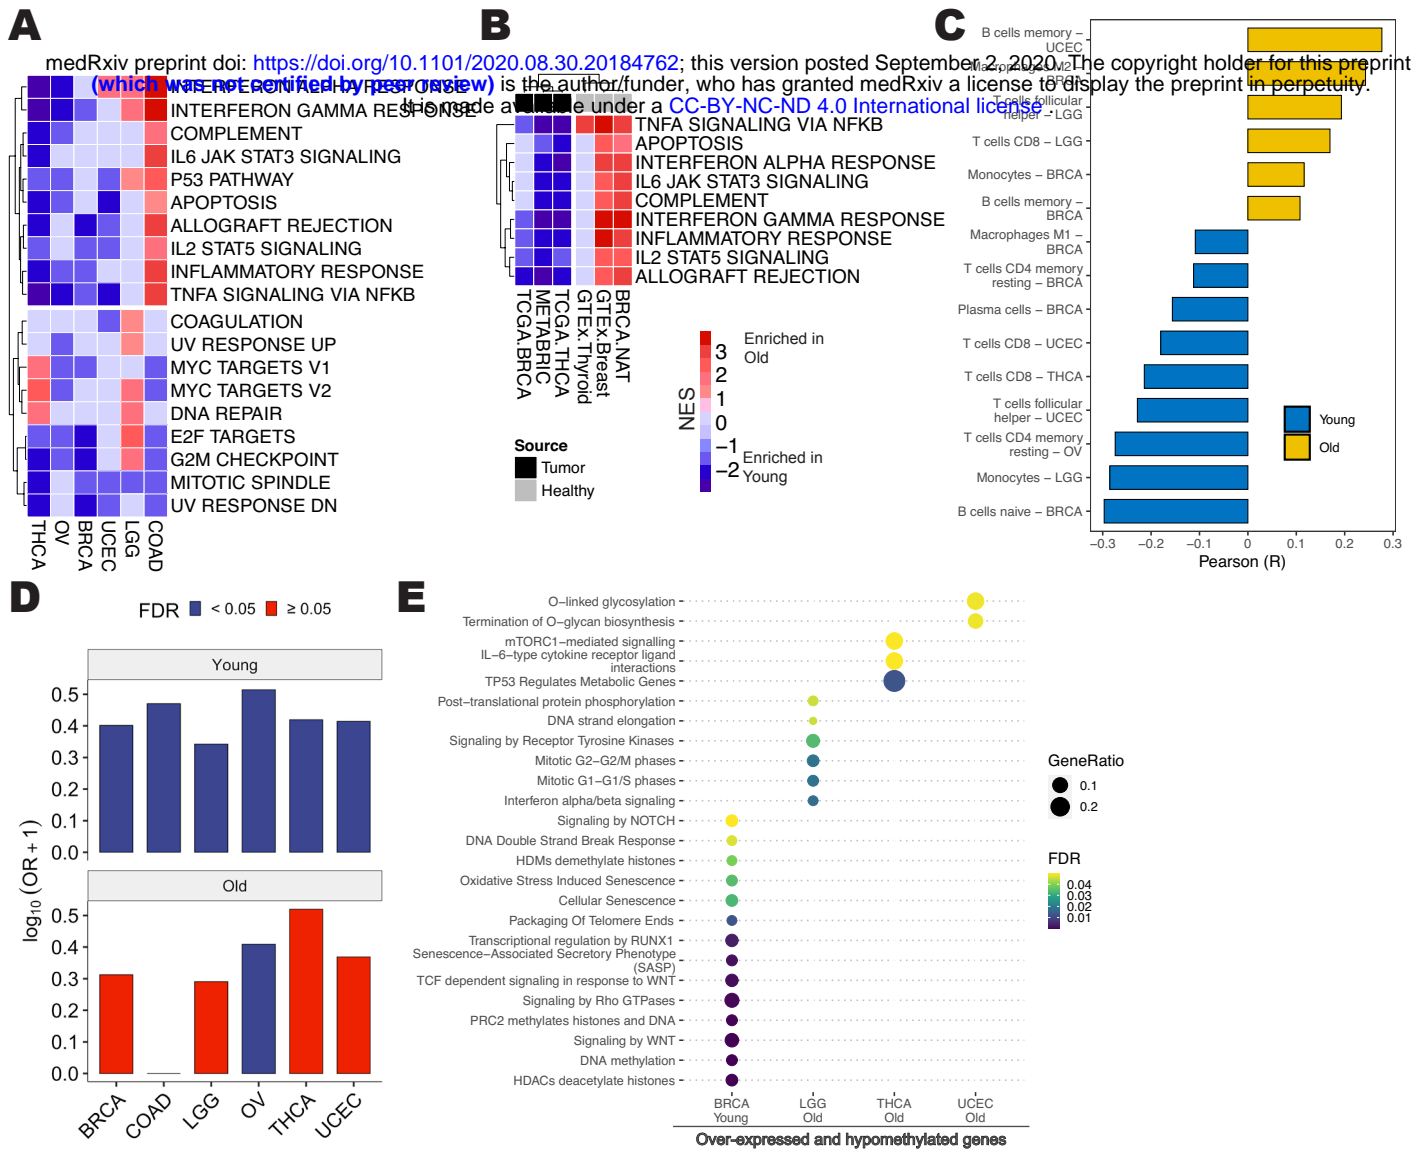 A
B
C
medRxiv preprint doi: https://doi.org/10.1101/2020.08.30.20184762; this version posted September 2, 2020. The copyright holder for this preprint
(which was not certified by peer review) is the author/funder, who has granted medRxiv a license to display the preprint in perpetuity.
It is made available under a CC-BY-NC-ND 4.0 International license .
INTERFERON ALPHA RESPONSE
INTERFERON GAMMA RESPONSE
COMPLEMENT
IL6 JAK STAT3 SIGNALING
P53 PATHWAY
APOPTOSIS
ALLOGRAFT REJECTION
IL2 STAT5 SIGNALING
INFLAMMATORY RESPONSE
TNFA SIGNALING VIA NFKB
COAGULATION
UV RESPONSE UP
MYC TARGETS V1
MYC TARGETS V2
DNA REPAIR
E2F TARGETS
G2M CHECKPOINT
MITOTIC SPINDLE
UV RESPONSE DN
THCA
OV
BRCA
UCEC
LGG
COAD
TNFA SIGNALING VIA NFKB
APOPTOSIS
INTERFERON ALPHA RESPONSE
IL6 JAK STAT3 SIGNALING
COMPLEMENT
INTERFERON GAMMA RESPONSE
INFLAMMATORY RESPONSE
IL2 STAT5 SIGNALING
ALLOGRAFT REJECTION
TCGA.BRCA
METABRIC
TCGA.THCA
GTEx.Thyroid
GTEx.Breast
BRCA.NAT
Source
Tumor
Healthy
NES
3
2
1
0
−1
−2
Enriched in
Old
Enriched in
Young
B cells memory −
UCEC
Macrophages M2 −
BRCA
T cells follicular
helper − LGG
T cells CD8 − LGG
Monocytes − BRCA
B cells memory −
BRCA
Macrophages M1 −
BRCA
T cells CD4 memory
resting − BRCA
Plasma cells − BRCA
T cells CD8 − UCEC
T cells CD8 − THCA
T cells follicular
helper − UCEC
T cells CD4 memory
resting − OV
Monocytes − LGG
B cells naive − BRCA
−0.3 −0.2 −0.1 0 0.1 0.2 0.3
Pearson (R)
Young
Old
D
FDR < 0.05 ≥ 0.05
Young
0.5
0.4
0.3
0.2
0.1
0.0
Old
0.5
0.4
0.3
0.2
0.1
0.0
log10 (OR + 1)
BRCA
COAD
LGG
OV
THCA
UCEC
E
O−linked glycosylation
Termination of O−glycan biosynthesis
mTORC1−mediated signalling
IL−6−type cytokine receptor ligand
interactions
TP53 Regulates Metabolic Genes
Post−translational protein phosphorylation
DNA strand elongation
Signaling by Receptor Tyrosine Kinases
Mitotic G2−G2/M phases
Mitotic G1−G1/S phases
Interferon alpha/beta signaling
Signaling by NOTCH
DNA Double Strand Break Response
HDMs demethylate histones
Oxidative Stress Induced Senescence
Cellular Senescence
Packaging Of Telomere Ends
Transcriptional regulation by RUNX1
Senescence−Associated Secretory Phenotype
(SASP)
TCF dependent signaling in response to WNT
Signaling by Rho GTPases
PRC2 methylates histones and DNA
Signaling by WNT
DNA methylation
HDACs deacetylate histones
BRCA
Young
LGG
Old
THCA
Old
UCEC
Old
Over-expressed and hypomethylated genes
GeneRatio
0.1
0.2
FDR
0.04
0.03
0.02
0.01